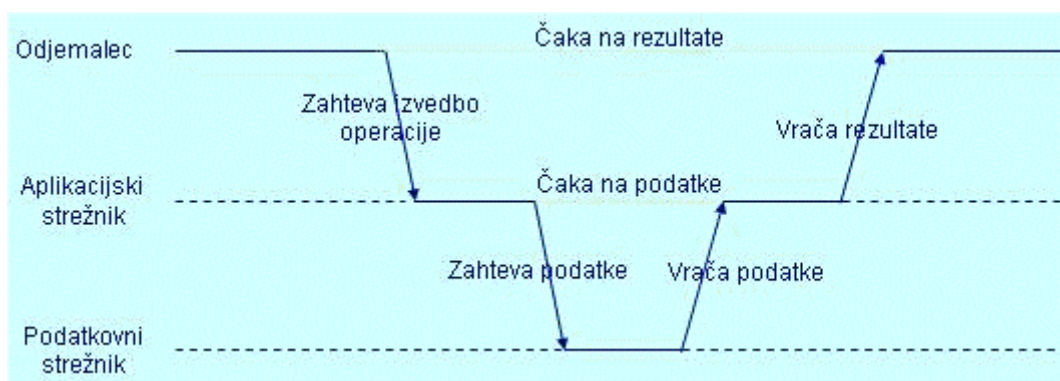 Čaka na rezultate
Odjemalec
Zahteva izvedbo
operacije
Vrača rezultate
Aplikacijski
strežnik
Čaka na podatke
Zahteva podatke
Vrača podatke
Podatkovni
strežnik